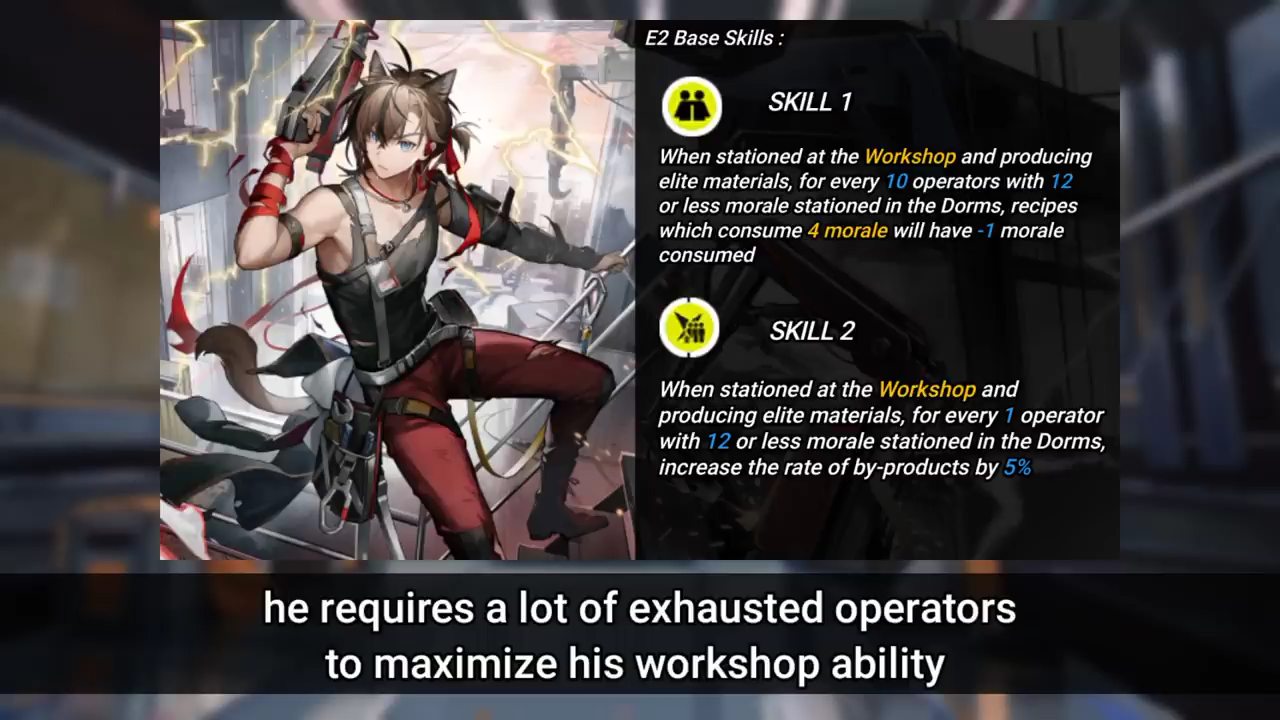 E2 Base Skills :
SKILL 1
When stationed at the Workshop and producing
elite materials, for every 10 operators with 12
or less morale stationed in the Dorms, recipes
which consume 4 morale will have -1 morale
consumed
SKILL 2
When stationed at the Workshop and
producing elite materials, for every 1 operator
with 12 or less morale stationed in the Dorms,
increase the rate of by-products by 5%
he requires a lot of exhausted operators
to maximize his workshop ability